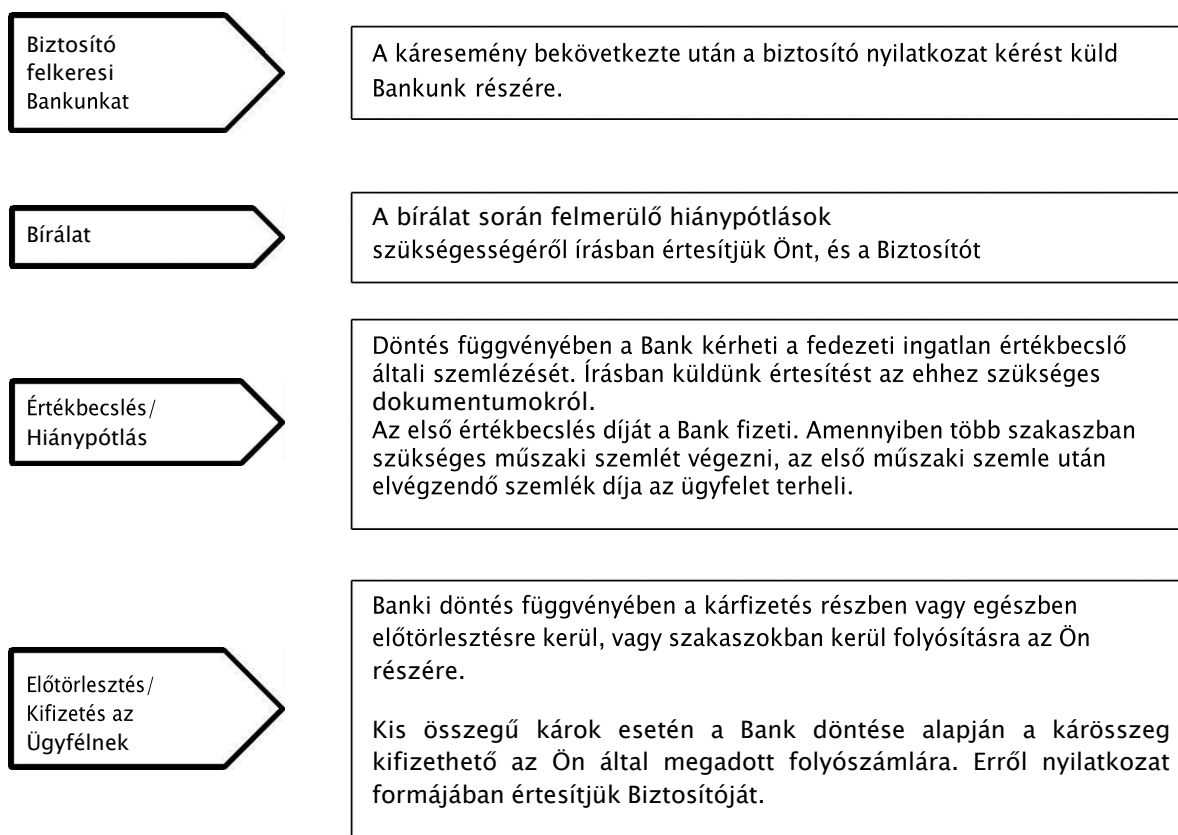 Biztosító
felkeresi
Bankunkat
A káresemény bekövetkezte után a biztosító nyilatkozat kérést küld
Bankunk részére.
Bírálat
A bírálat során felmerülő hiánypótlások
szükségességéről írásban értesítjük Önt, és a Biztosítót
Értékbecslés/
Hiánypótlás
Döntés függvényében a Bank kérheti a fedezeti ingatlan értékbecslő
általi szemlézését. Írásban küldünk értesítést az ehhez szükséges
dokumentumokról.
Az első értékbecslés díját a Bank fizeti. Amennyiben több szakaszban
szükséges műszaki szemlét végezni, az első műszaki szemle után
elvégzendő szemlék díja az ügyfelet terheli.
Előtörlesztés/
Kifizetés az
Ügyfélnek
Banki döntés függvényében a kárfizetés részben vagy egészben
előtörlesztésre kerül, vagy szakaszokban kerül folyósításra az Ön
részére.
Kis összegű károk esetén a Bank döntése alapján a kárösszeg
kifizethető az Ön által megadott folyószámlára. Erről nyilatkozat
formájában értesítjük Biztosítóját.